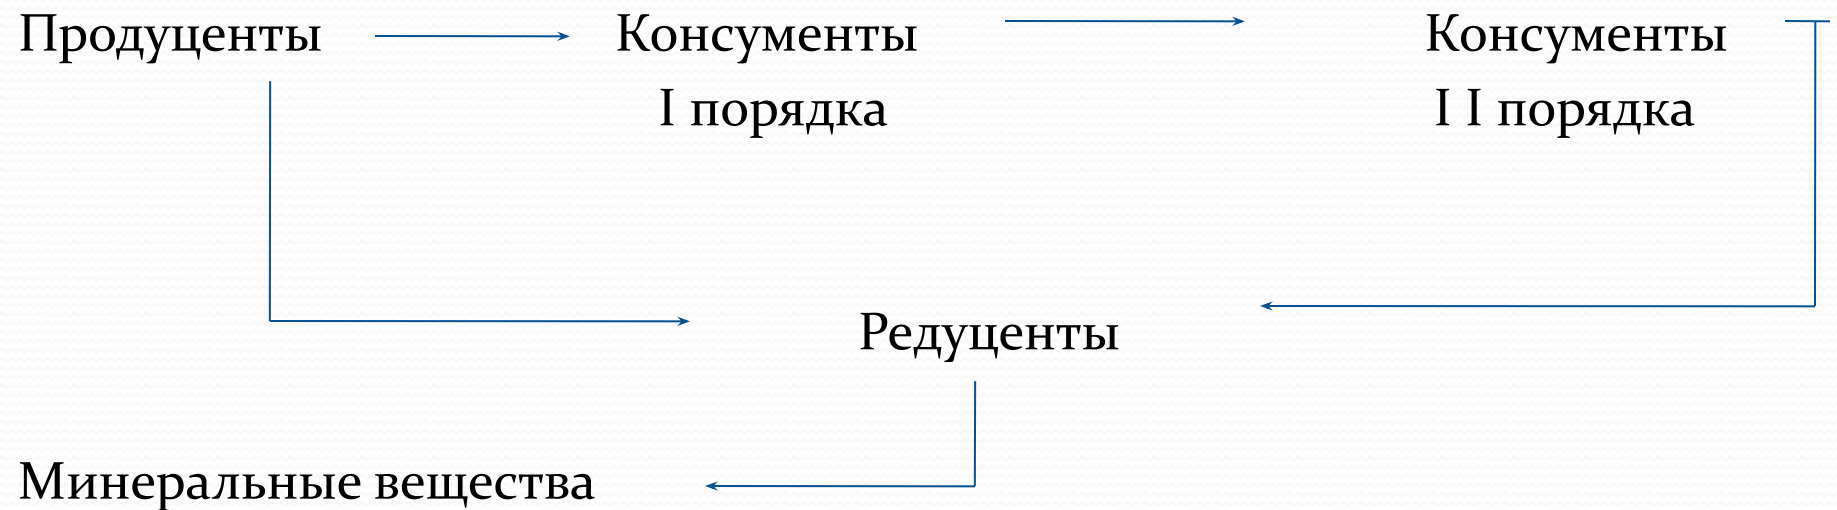 Продуценты Консументы Консументы
I порядка I I порядка
Редуценты
Минеральные вещества